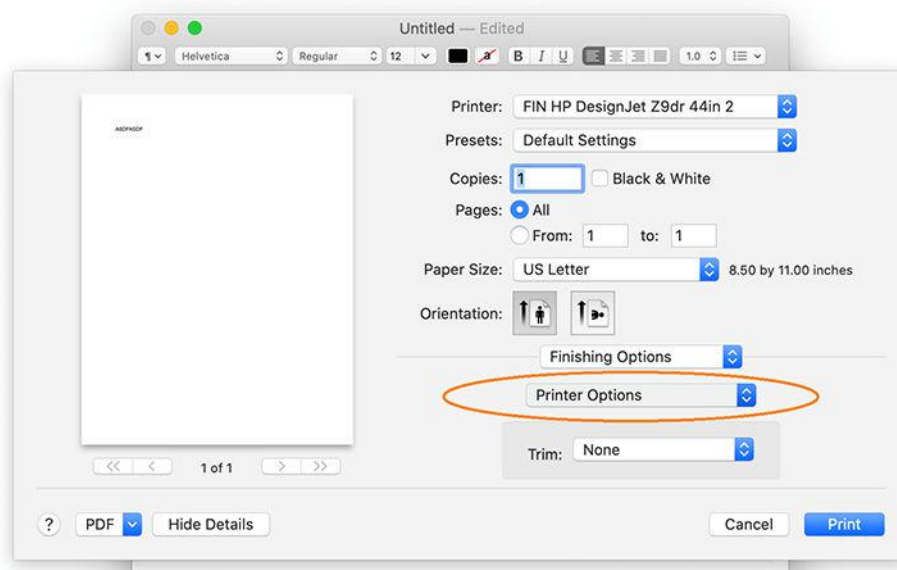 Untitled — Edited
¶ Helvetica Regular 12 a B I U 1.0
ASDFASDF
Printer: FIN HP DesignJet Z9dr 44in 2
Presets: Default Settings
Copies: 1 Black & White
Pages: All
From: 1 to: 1
Paper Size: US Letter 8.50 by 11.00 inches
Orientation:
Finishing Options
Printer Options
Trim: None
<< < 1 of 1 > >>
? PDF Hide Details Cancel Print